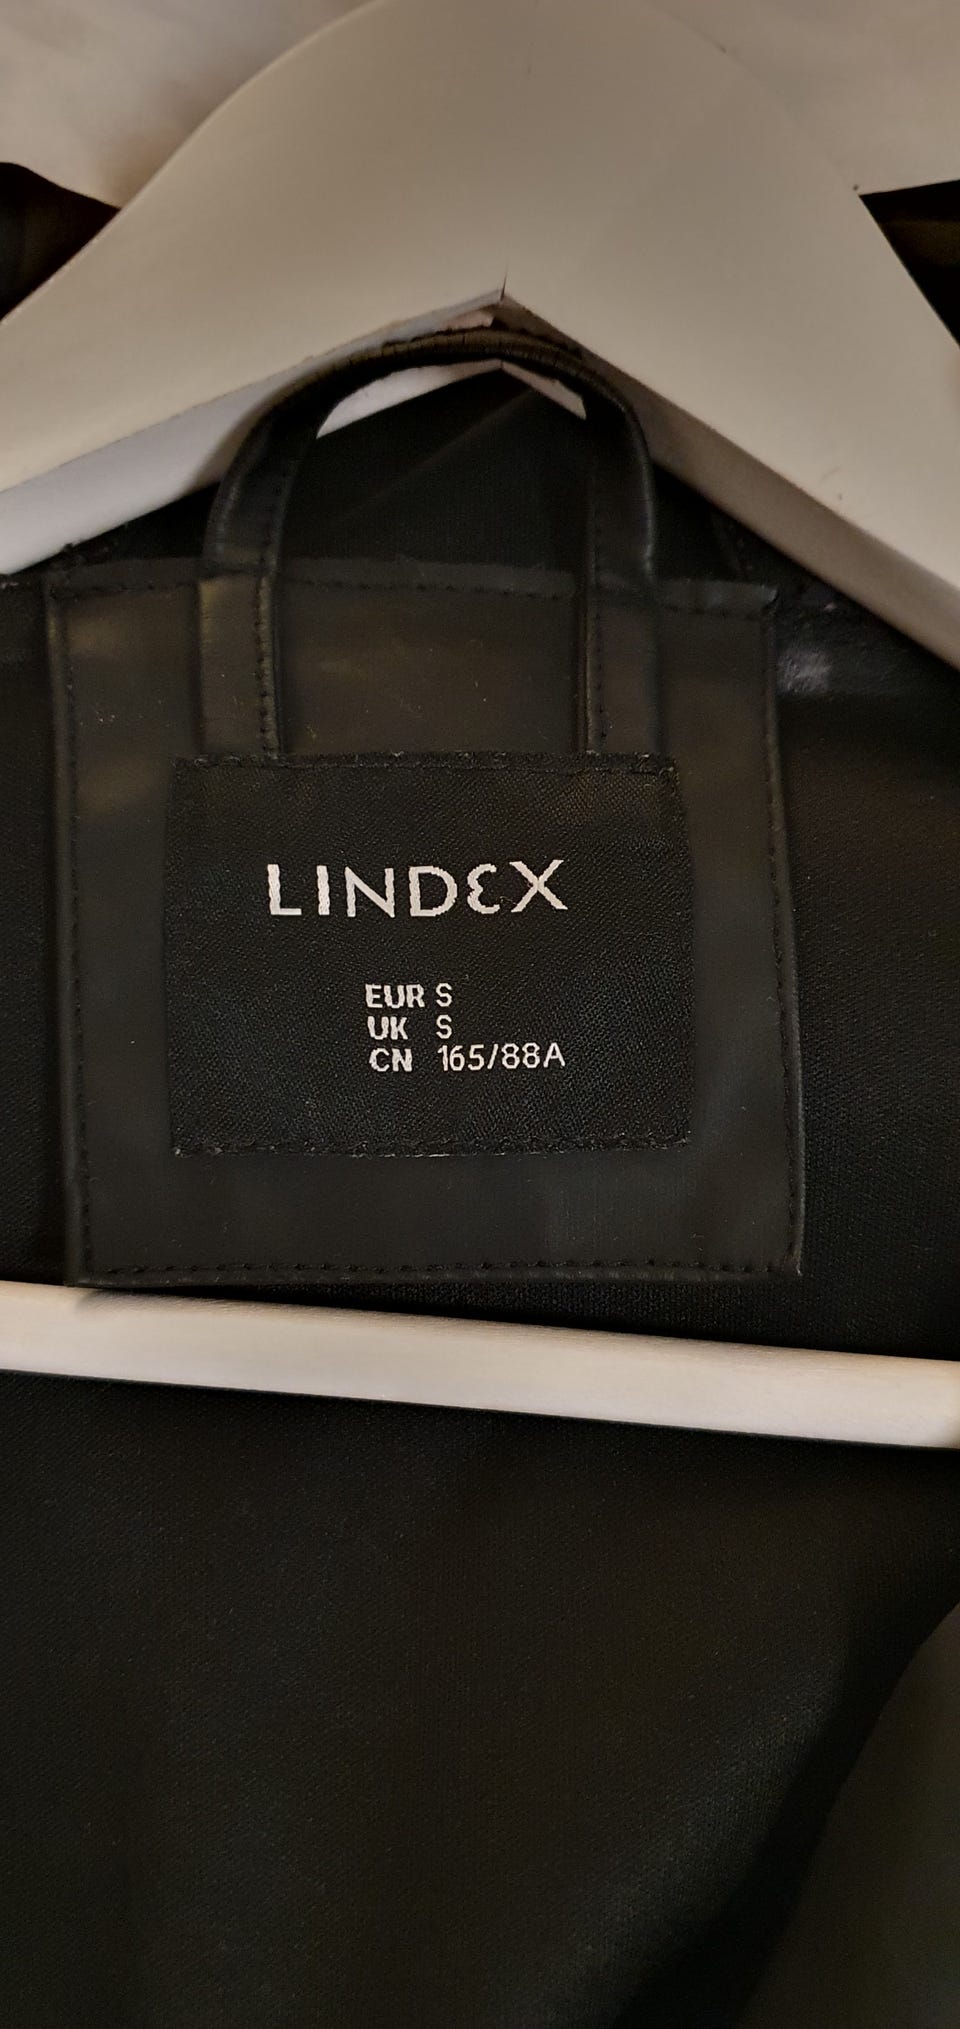 LINDEX
EUR S
UK S
CN 165/88A